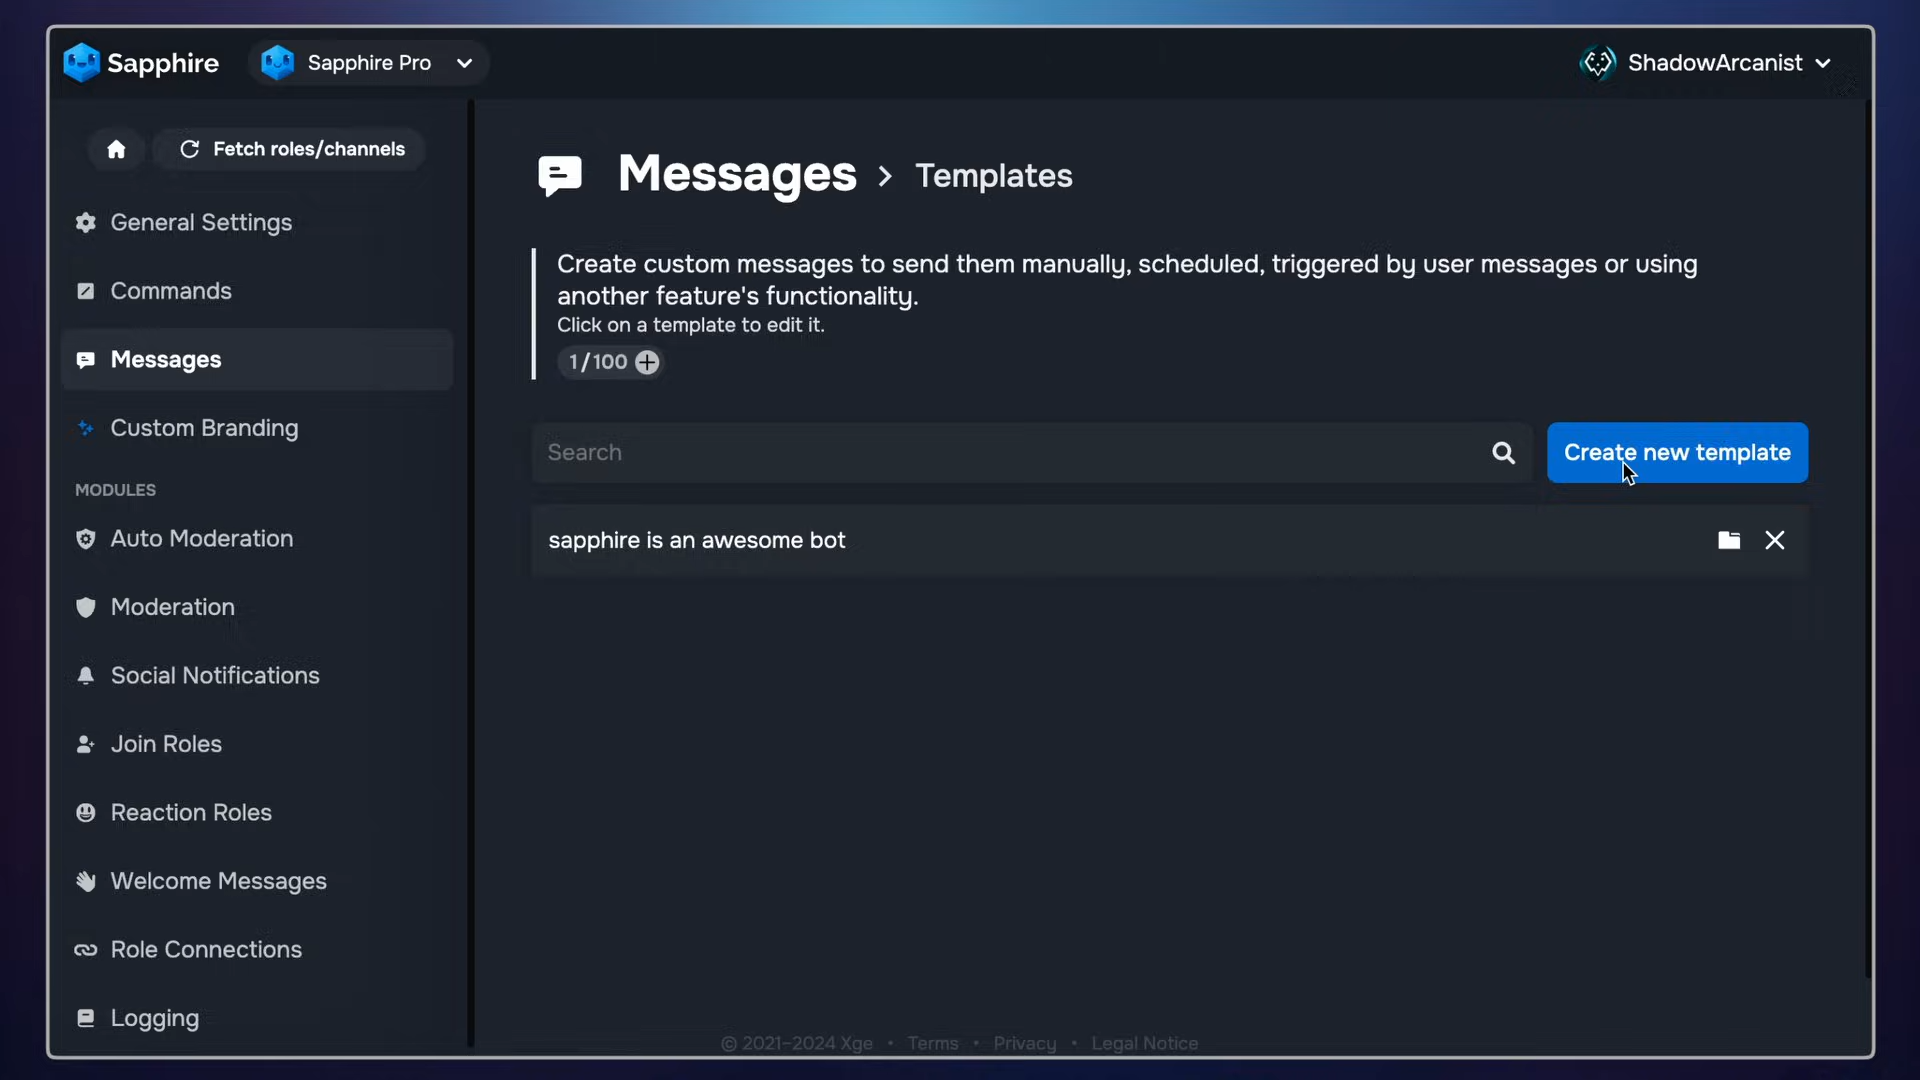 Sapphire
Sapphire Pro
ShadowArcanist
Fetch roles/channels
General Settings
Commands
Messages
Custom Branding
MODULES
Auto Moderation
Moderation
Social Notifications
Join Roles
Reaction Roles
Welcome Messages
Role Connections
Logging
Messages > Templates
Create custom messages to send them manually, scheduled, triggered by user messages or using
another feature's functionality.
Click on a template to edit it.
1/100
Search
Create new template
sapphire is an awesome bot
© 2021–2024 Xge • Terms • Privacy • Legal Notice